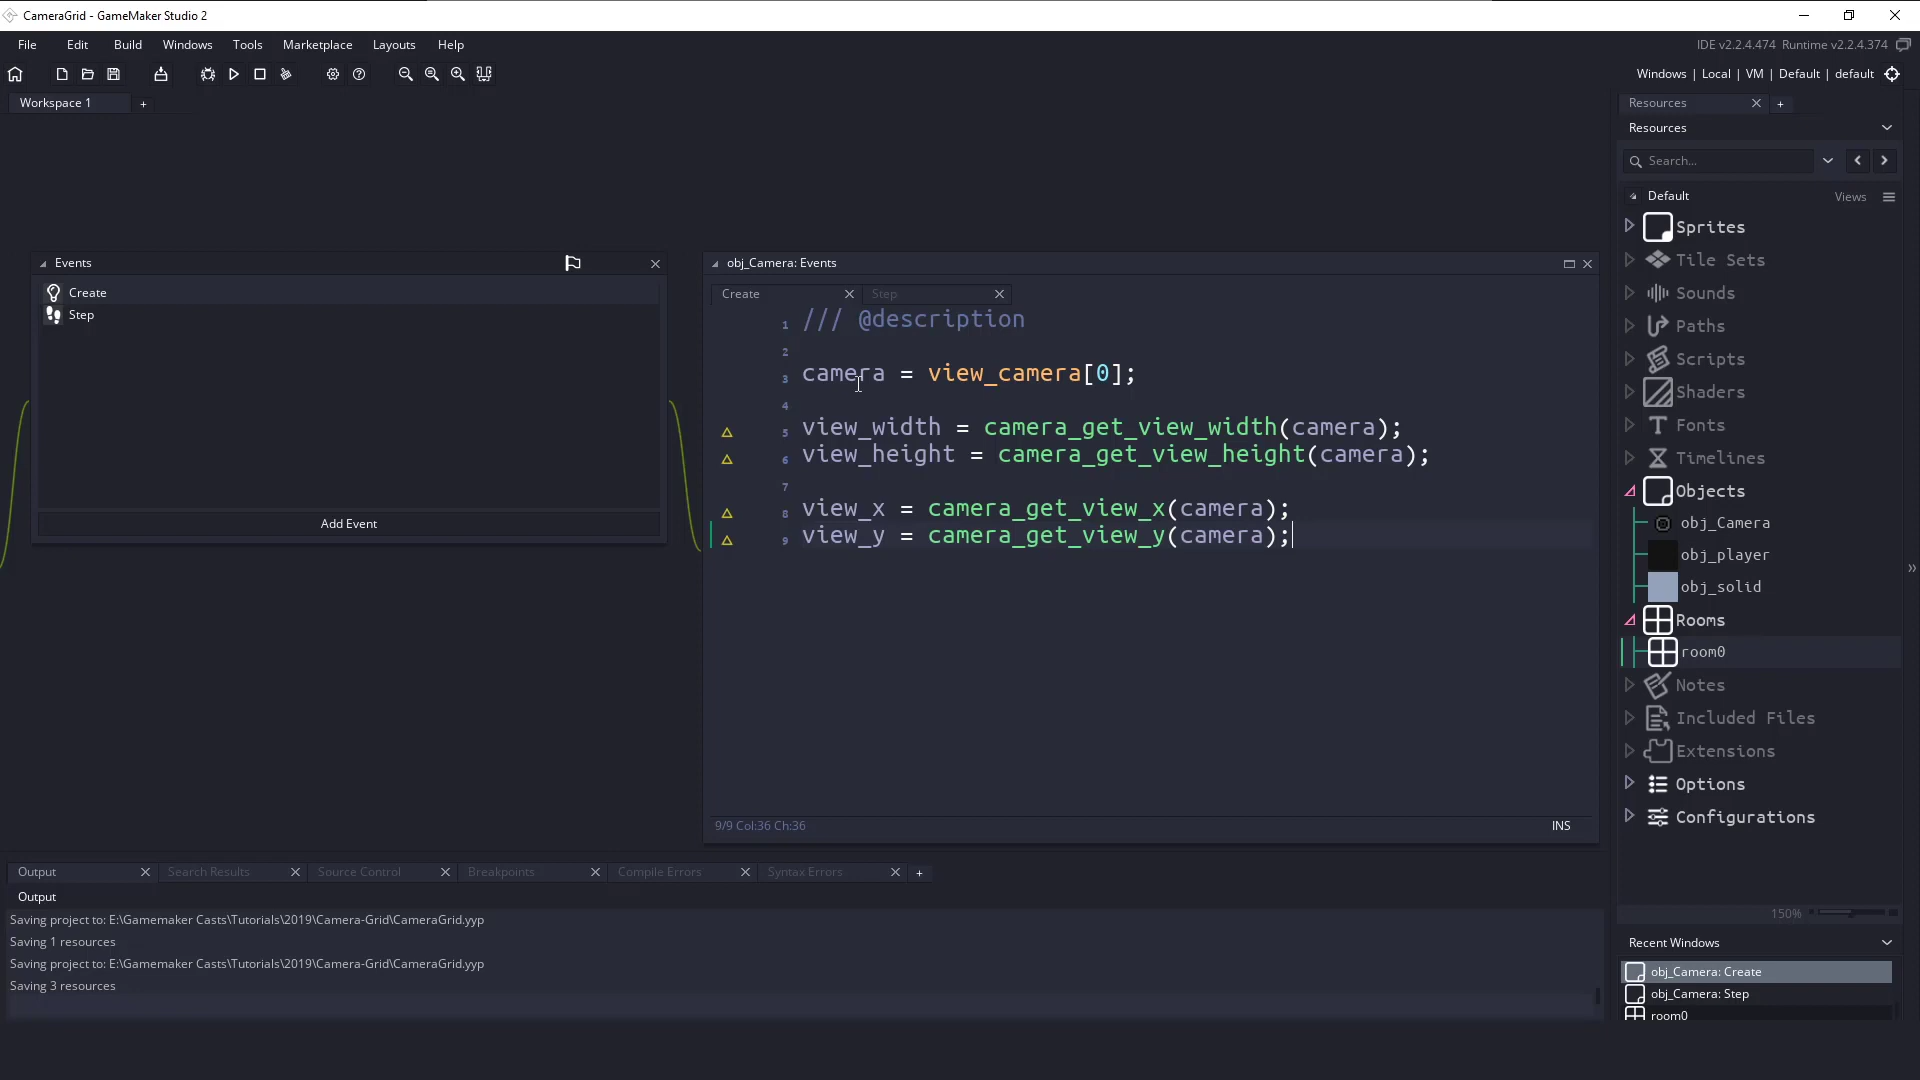 CameraGrid - GameMaker Studio 2
File Edit Build Windows Tools Marketplace Layouts Help
IDE v2.2.4.474 Runtime v2.2.4.374
Windows | Local | VM | Default | default
Workspace 1 +
Resources
Resources
Search...
Default Views
Sprites
Tile Sets
Sounds
Paths
Scripts
Shaders
Fonts
Timelines
Objects
obj_Camera
obj_player
obj_solid
Rooms
room0
Notes
Included Files
Extensions
Options
Configurations
150%
Recent Windows
obj_Camera: Create
obj_Camera: Step
room0
Events
Create
Step
Add Event
obj_Camera: Events
Create Step
1 /// @description
2
3 camera = view_camera[0];
4
5 view_width = camera_get_view_width(camera);
6 view_height = camera_get_view_height(camera);
7
8 view_x = camera_get_view_x(camera);
9 view_y = camera_get_view_y(camera);
9/9 Col:36 Ch:36 INS
Output Search Results Source Control Breakpoints Compile Errors Syntax Errors +
Output
Saving project to: E:\Gamemaker Casts\Tutorials\2019\Camera-Grid\CameraGrid.yyp
Saving 1 resources
Saving project to: E:\Gamemaker Casts\Tutorials\2019\Camera-Grid\CameraGrid.yyp
Saving 3 resources